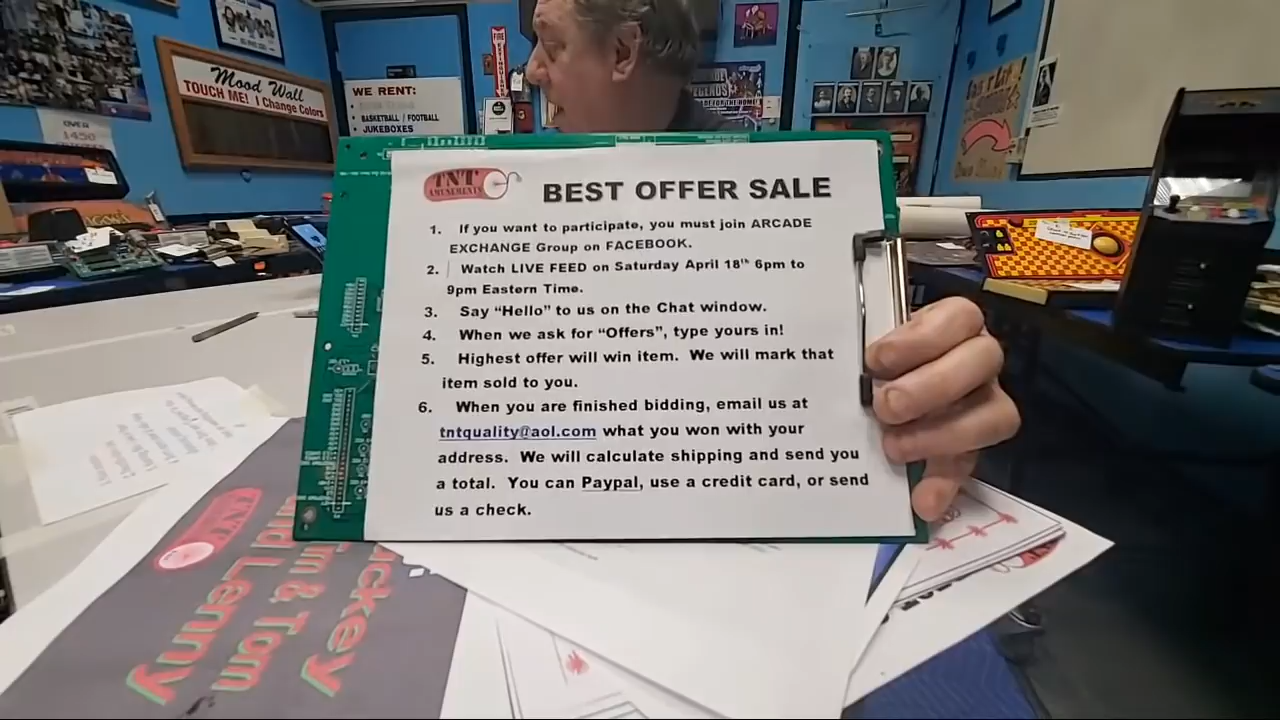 Mood Wall
TOUCH ME! I Change Colors
WE RENT:
BASKETBALL / FOOTBALL
JUKEBOXES
FIRE
OVER
1450
TNT
AMUSEMENTS
BEST OFFER SALE
1. If you want to participate, you must join ARCADE
EXCHANGE Group on FACEBOOK.
2. Watch LIVE FEED on Saturday April 18th 6pm to
9pm Eastern Time.
3. Say “Hello” to us on the Chat window.
4. When we ask for “Offers”, type yours in!
5. Highest offer will win item. We will mark that
item sold to you.
6. When you are finished bidding, email us at
tntquality@aol.com what you won with your
address. We will calculate shipping and send you
a total. You can Paypal, use a credit card, or send
us a check.
TNT
& Tom
Lenny